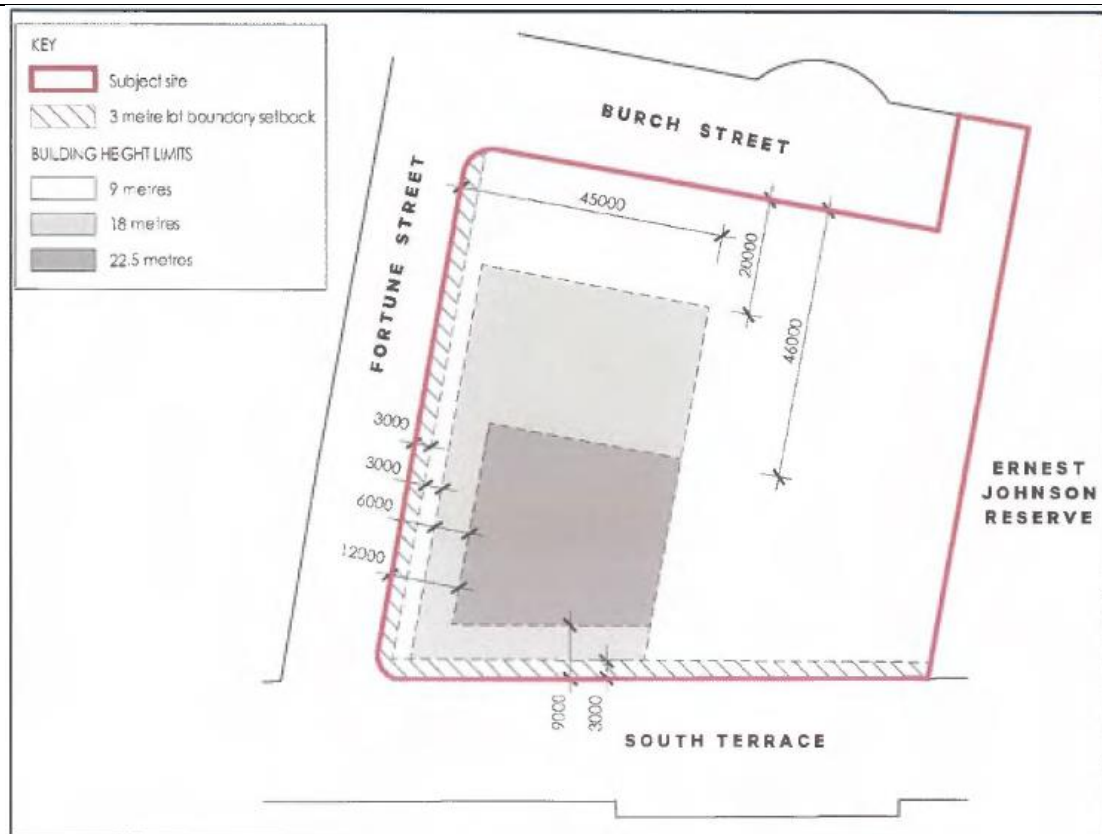 KEY
Subject site
3 metre lot boundary setback
BUILDING HEIGHT LIMITS
9 metres
18 metres
22.5 metres
BURCH STREET
FORTUNE STREET
45000
20000
46000
3000
3000
6000
12000
ERNEST
JOHNSON
RESERVE
9000
3000
SOUTH TERRACE